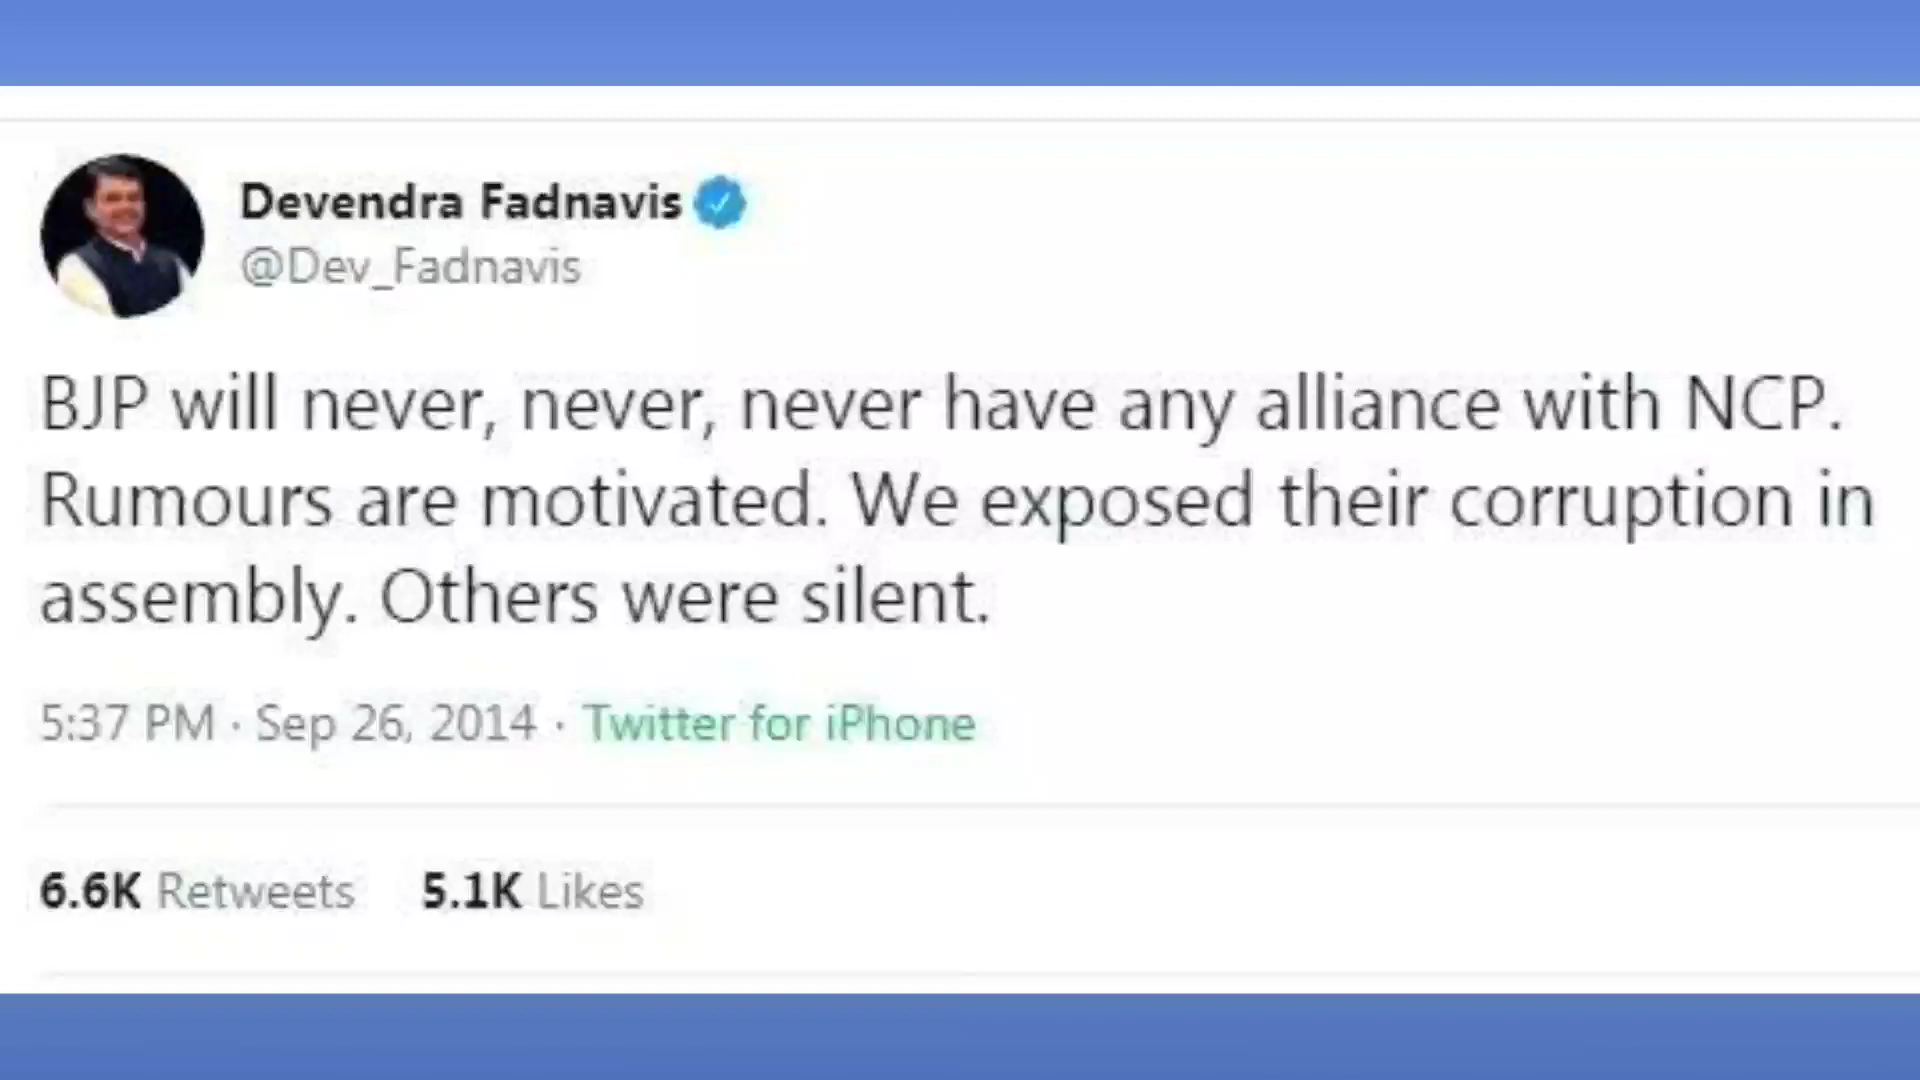 Devendra Fadnavis
@Dev_Fadnavis
BJP will never, never, never have any alliance with NCP.
Rumours are motivated. We exposed their corruption in
assembly. Others were silent.
5:37 PM · Sep 26, 2014 · Twitter for iPhone
6.6K Retweets 5.1K Likes